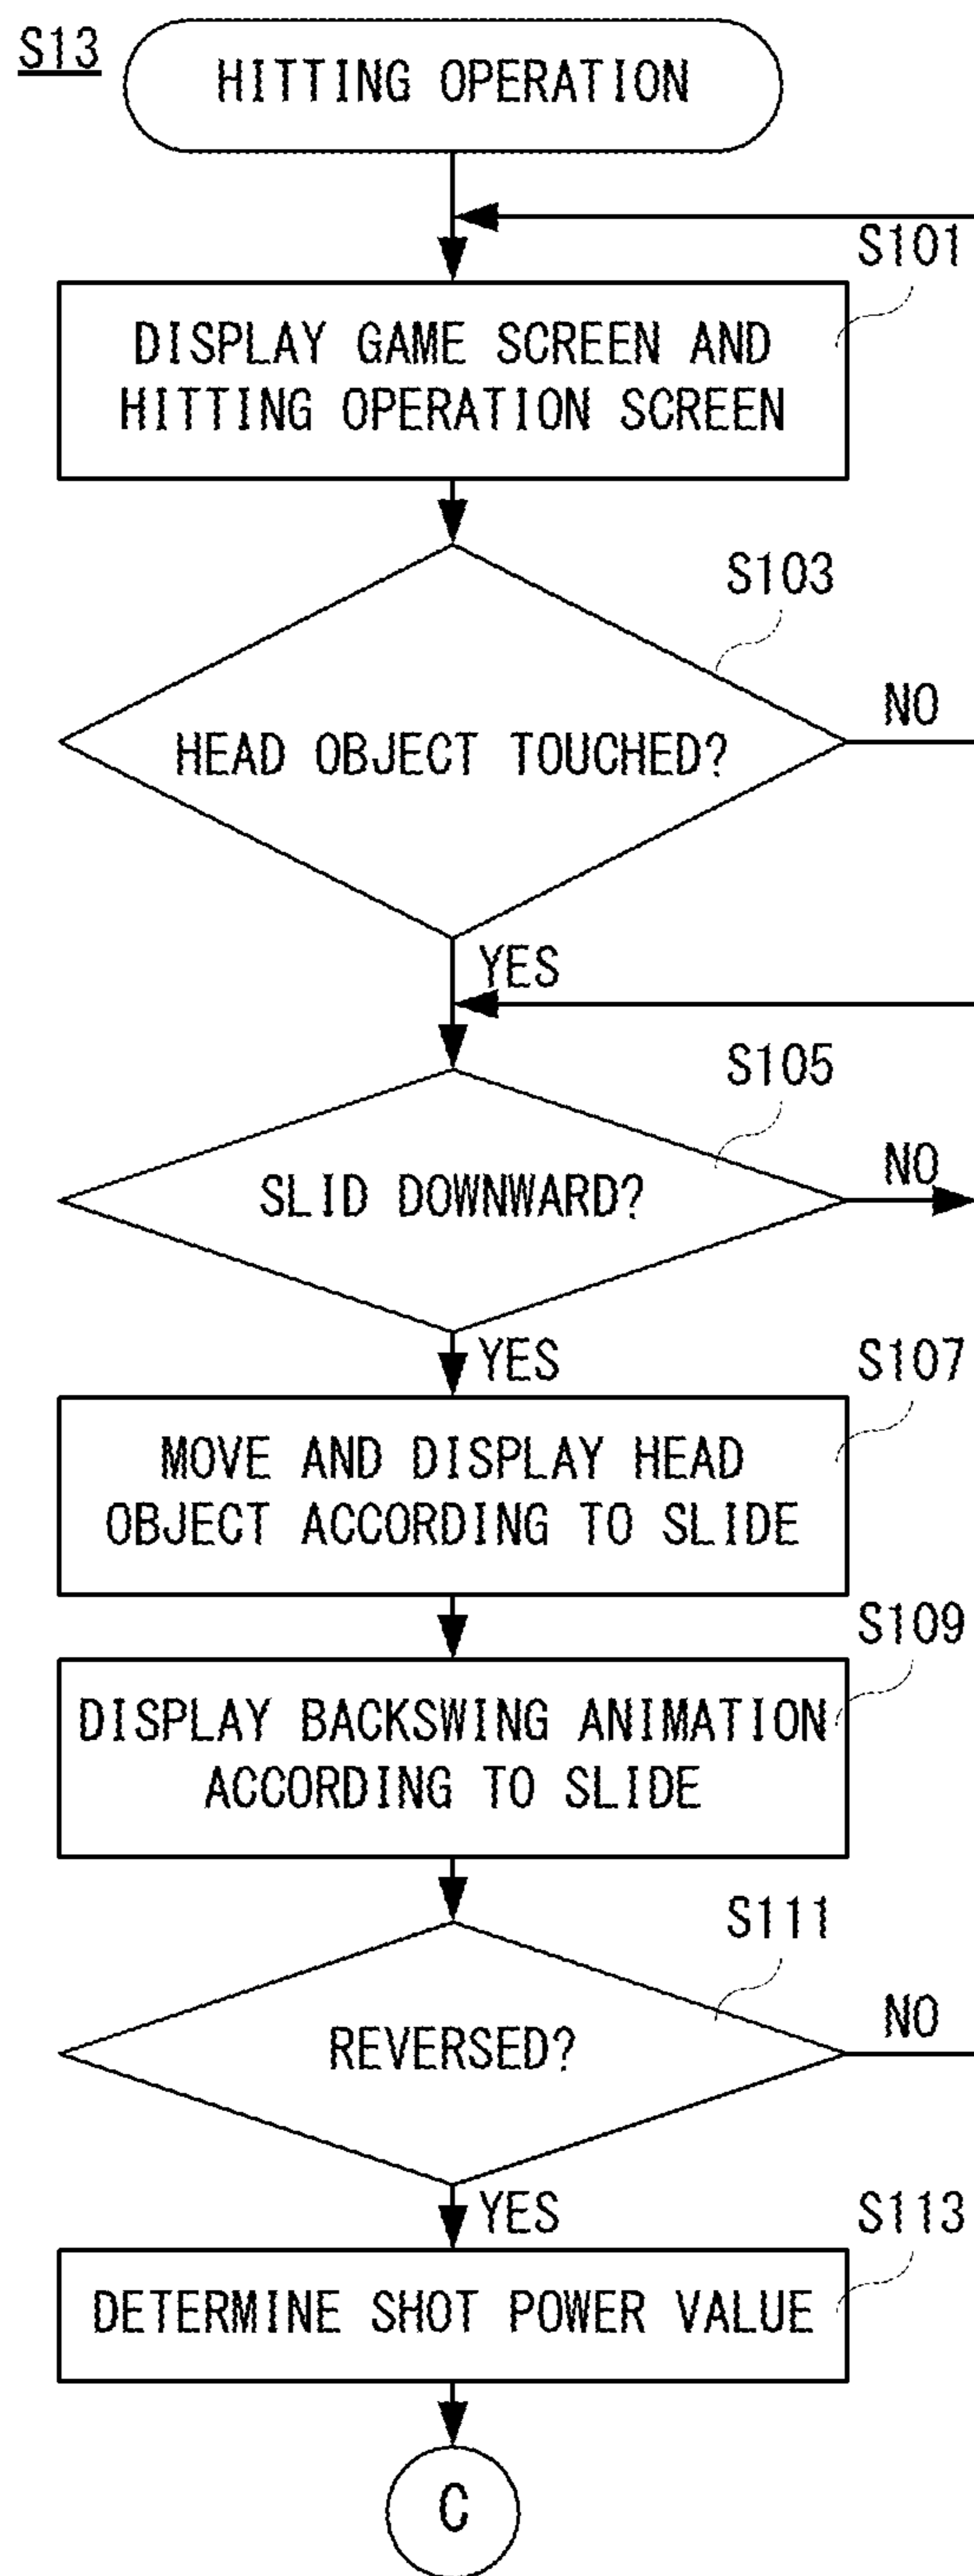 S13
HITTING OPERATION
S101
DISPLAY GAME SCREEN AND
HITTING OPERATION SCREEN
S103
NO
HEAD OBJECT TOUCHED?
YES
S105
NO
SLID DOWNWARD?
YES
S107
MOVE AND DISPLAY HEAD
OBJECT ACCORDING TO SLIDE
S109
DISPLAY BACKSWING ANIMATION
ACCORDING TO SLIDE
S111
NO
REVERSED?
YES
S113
DETERMINE SHOT POWER VALUE
C